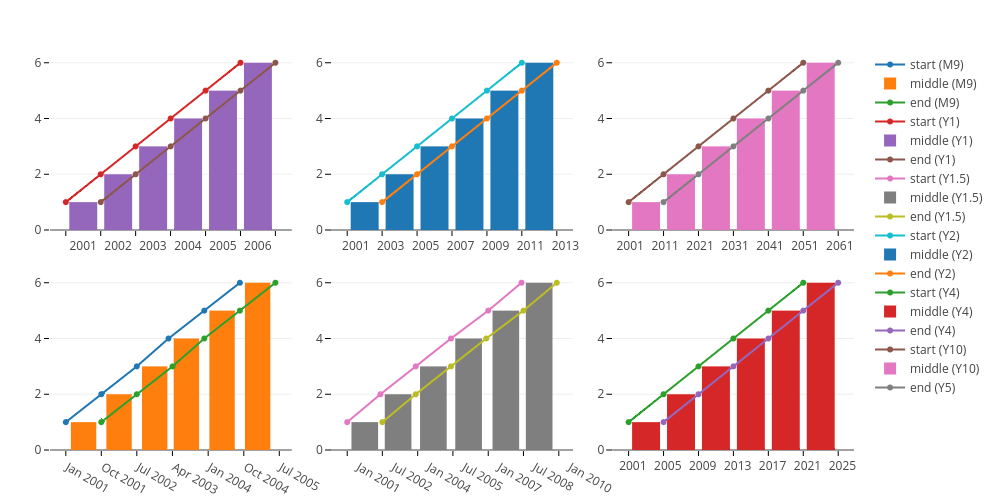 6
4
2
0
2001 2002 2003 2004 2005 2006
6
4
2
0
2001 2003 2005 2007 2009 2011 2013
6
4
2
0
2001 2011 2021 2031 2041 2051 2061
6
4
2
0
Jan 2001 Oct 2001 Jul 2002 Apr 2003 Jan 2004 Oct 2004 Jul 2005
6
4
2
0
Jan 2001 Jul 2002 Jan 2004 Jul 2005 Jan 2007 Jul 2008 Jan 2010
6
4
2
0
2001 2005 2009 2013 2017 2021 2025
start (M9)
middle (M9)
end (M9)
start (Y1)
middle (Y1)
end (Y1)
start (Y1.5)
middle (Y1.5)
end (Y1.5)
start (Y2)
middle (Y2)
end (Y2)
start (Y4)
middle (Y4)
end (Y4)
start (Y10)
middle (Y10)
end (Y5)